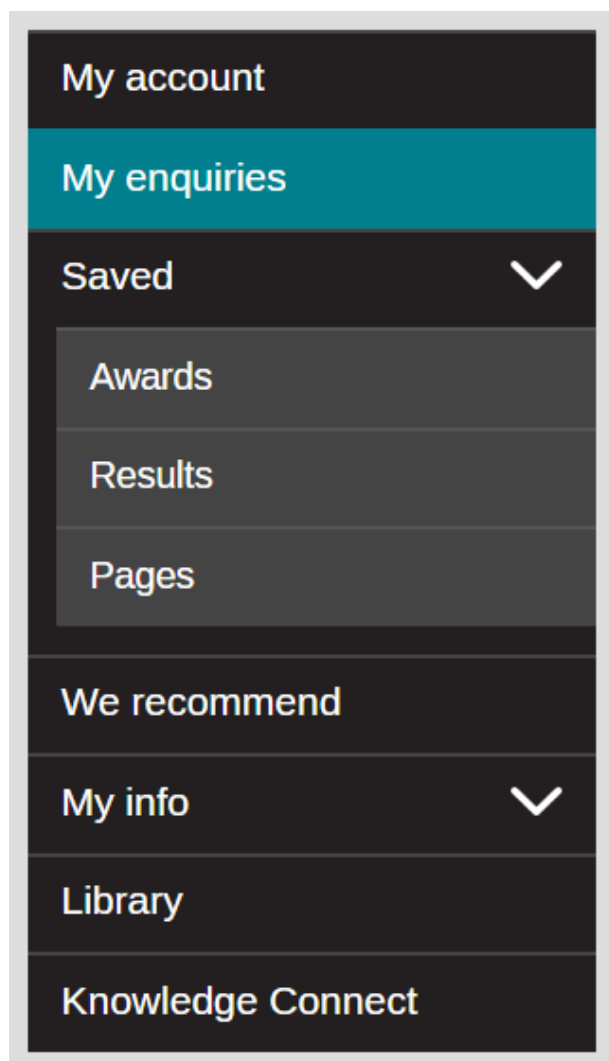 My account
My enquiries
Saved
Awards
Results
Pages
We recommend
My info
Library
Knowledge Connect